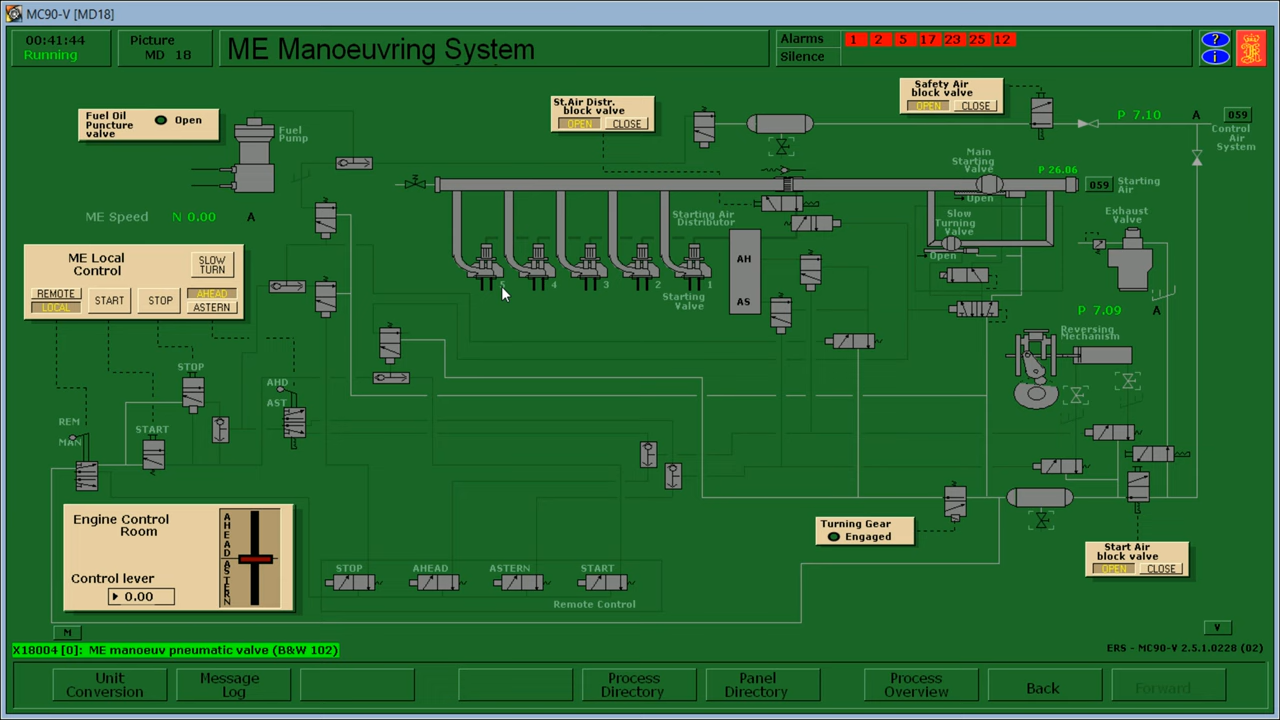 MC90-V [MD18]
00:41:44
Running
Picture
MD 18
ME Manoeuvring System
Alarms
1 2 5 17 23 25 12
Silence
?
i
Fuel Oil
Puncture
valve
Open
Fuel
Pump
St.Air Distr.
block valve
OPEN CLOSE
Safety Air
block valve
OPEN CLOSE
P 7.10 A 059
Control
Air
System
Main
Starting
Valve
P 26.06
Open
059 Starting
Air
ME Speed N 0.00 A
Starting Air
Distributor
Slow
Turning
Valve
Open
Exhaust
Valve
ME Local
Control
SLOW
TURN
REMOTE
LOCAL
START
STOP
AHEAD
ASTERN
5 4 3 2 1
Starting
Valve
AH
AS
P 7.09 A
Reversing
Mechanism
STOP
AHD
AST
REM
MAN
START
Engine Control
Room
Control lever
0.00
AHEAD
ASTERN
STOP AHEAD ASTERN START
Remote Control
Turning Gear
Engaged
Start Air
block valve
OPEN CLOSE
M
V
X18004 [0]: ME manoeuv pneumatic valve (B&W 102)
ERS - MC90-V 2.5.1.0228 (02)
Unit
Conversion
Message
Log
Process
Directory
Panel
Directory
Process
Overview
Back
Forward